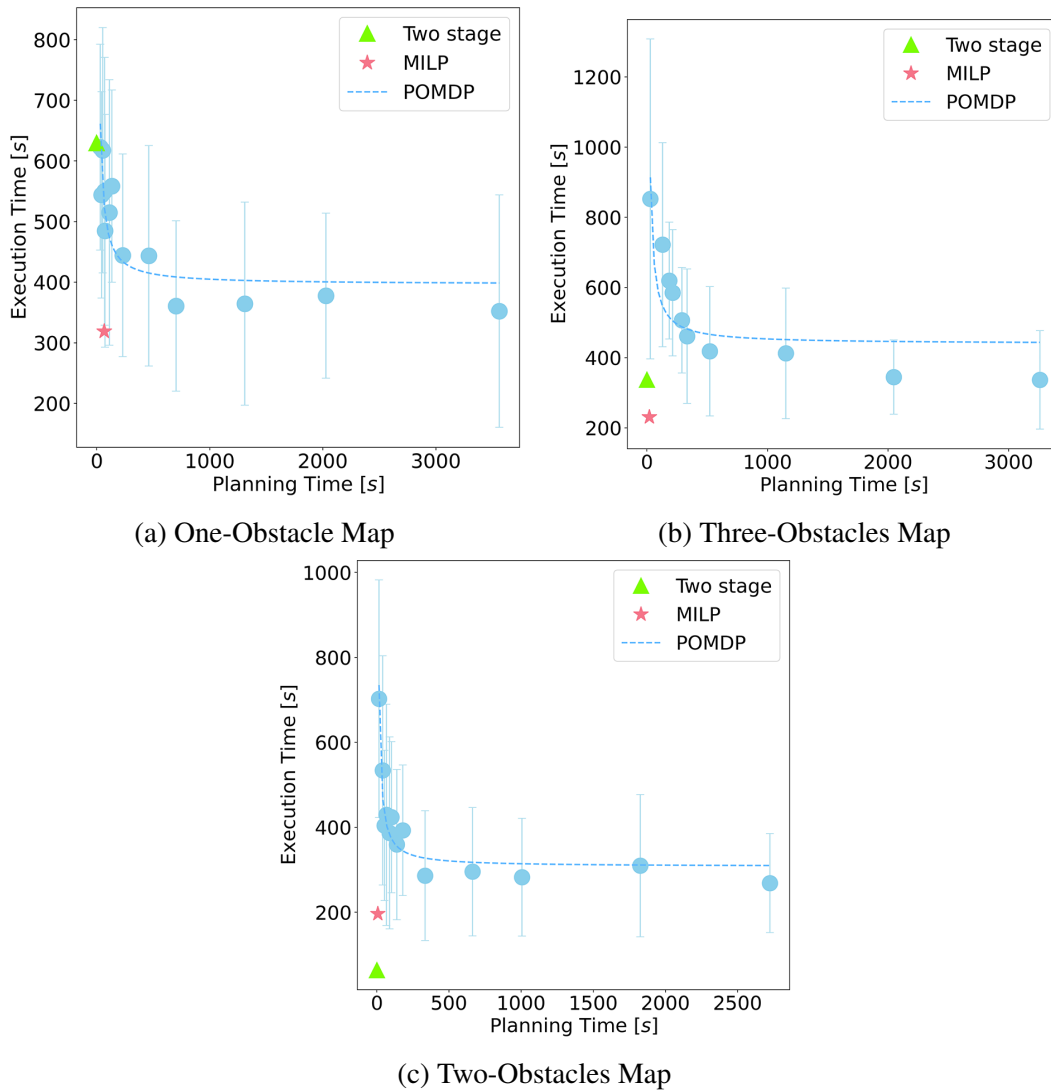 800
700
600
500
400
300
200
Execution Time [s]
Two stage
MILP
POMDP
0
1000
2000
3000
Planning Time [s]
(a) One-Obstacle Map
1200
1000
800
600
400
200
Execution Time [s]
Two stage
MILP
POMDP
0
1000
2000
3000
Planning Time [s]
(b) Three-Obstacles Map
1000
800
600
400
200
Execution Time [s]
Two stage
MILP
POMDP
0
500
1000
1500
2000
2500
Planning Time [s]
(c) Two-Obstacles Map